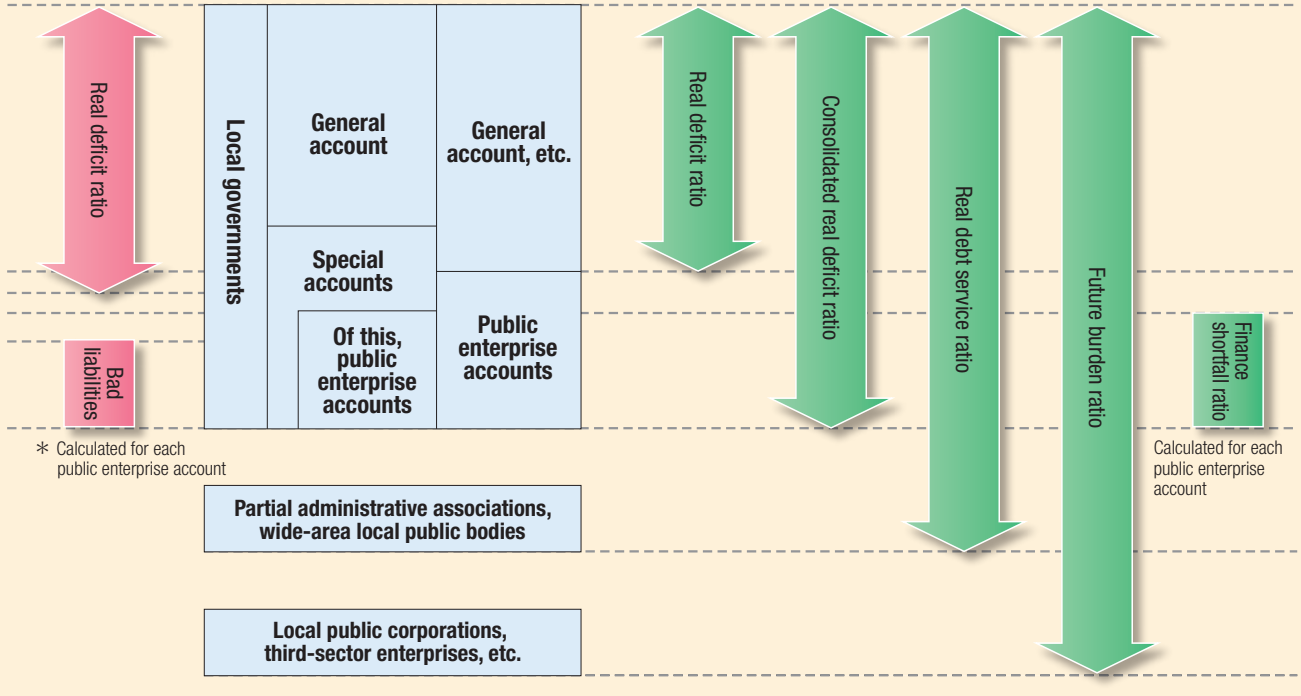 Real deficit ratio
Bad
liabilities
* Calculated for each
public enterprise account
Local governments
General
account
General
account, etc.
Special
accounts
Of this,
public
enterprise
accounts
Public
enterprise
accounts
Partial administrative associations,
wide-area local public bodies
Local public corporations,
third-sector enterprises, etc.
Real deficit ratio
Consolidated real deficit ratio
Real debt service ratio
Future burden ratio
Finance
shortfall ratio
Calculated for each
public enterprise
account